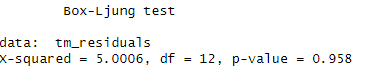 Box-Ljung test
data:  tm_residuals
X-squared = 5.0006, df = 12, p-value = 0.958